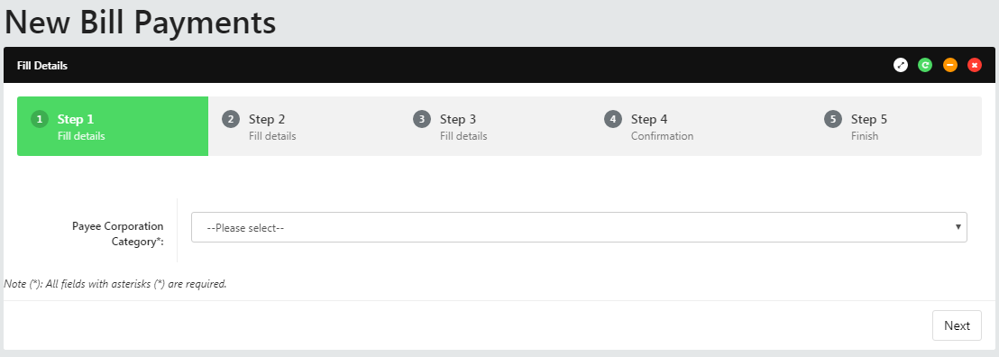 New Bill Payments
Fill Details
1 Step 1
Fill details
2 Step 2
Fill details
3 Step 3
Fill details
4 Step 4
Confirmation
5 Step 5
Finish
Payee Corporation
Category*:
--Please select--
Note (*): All fields with asterisks (*) are required.
Next